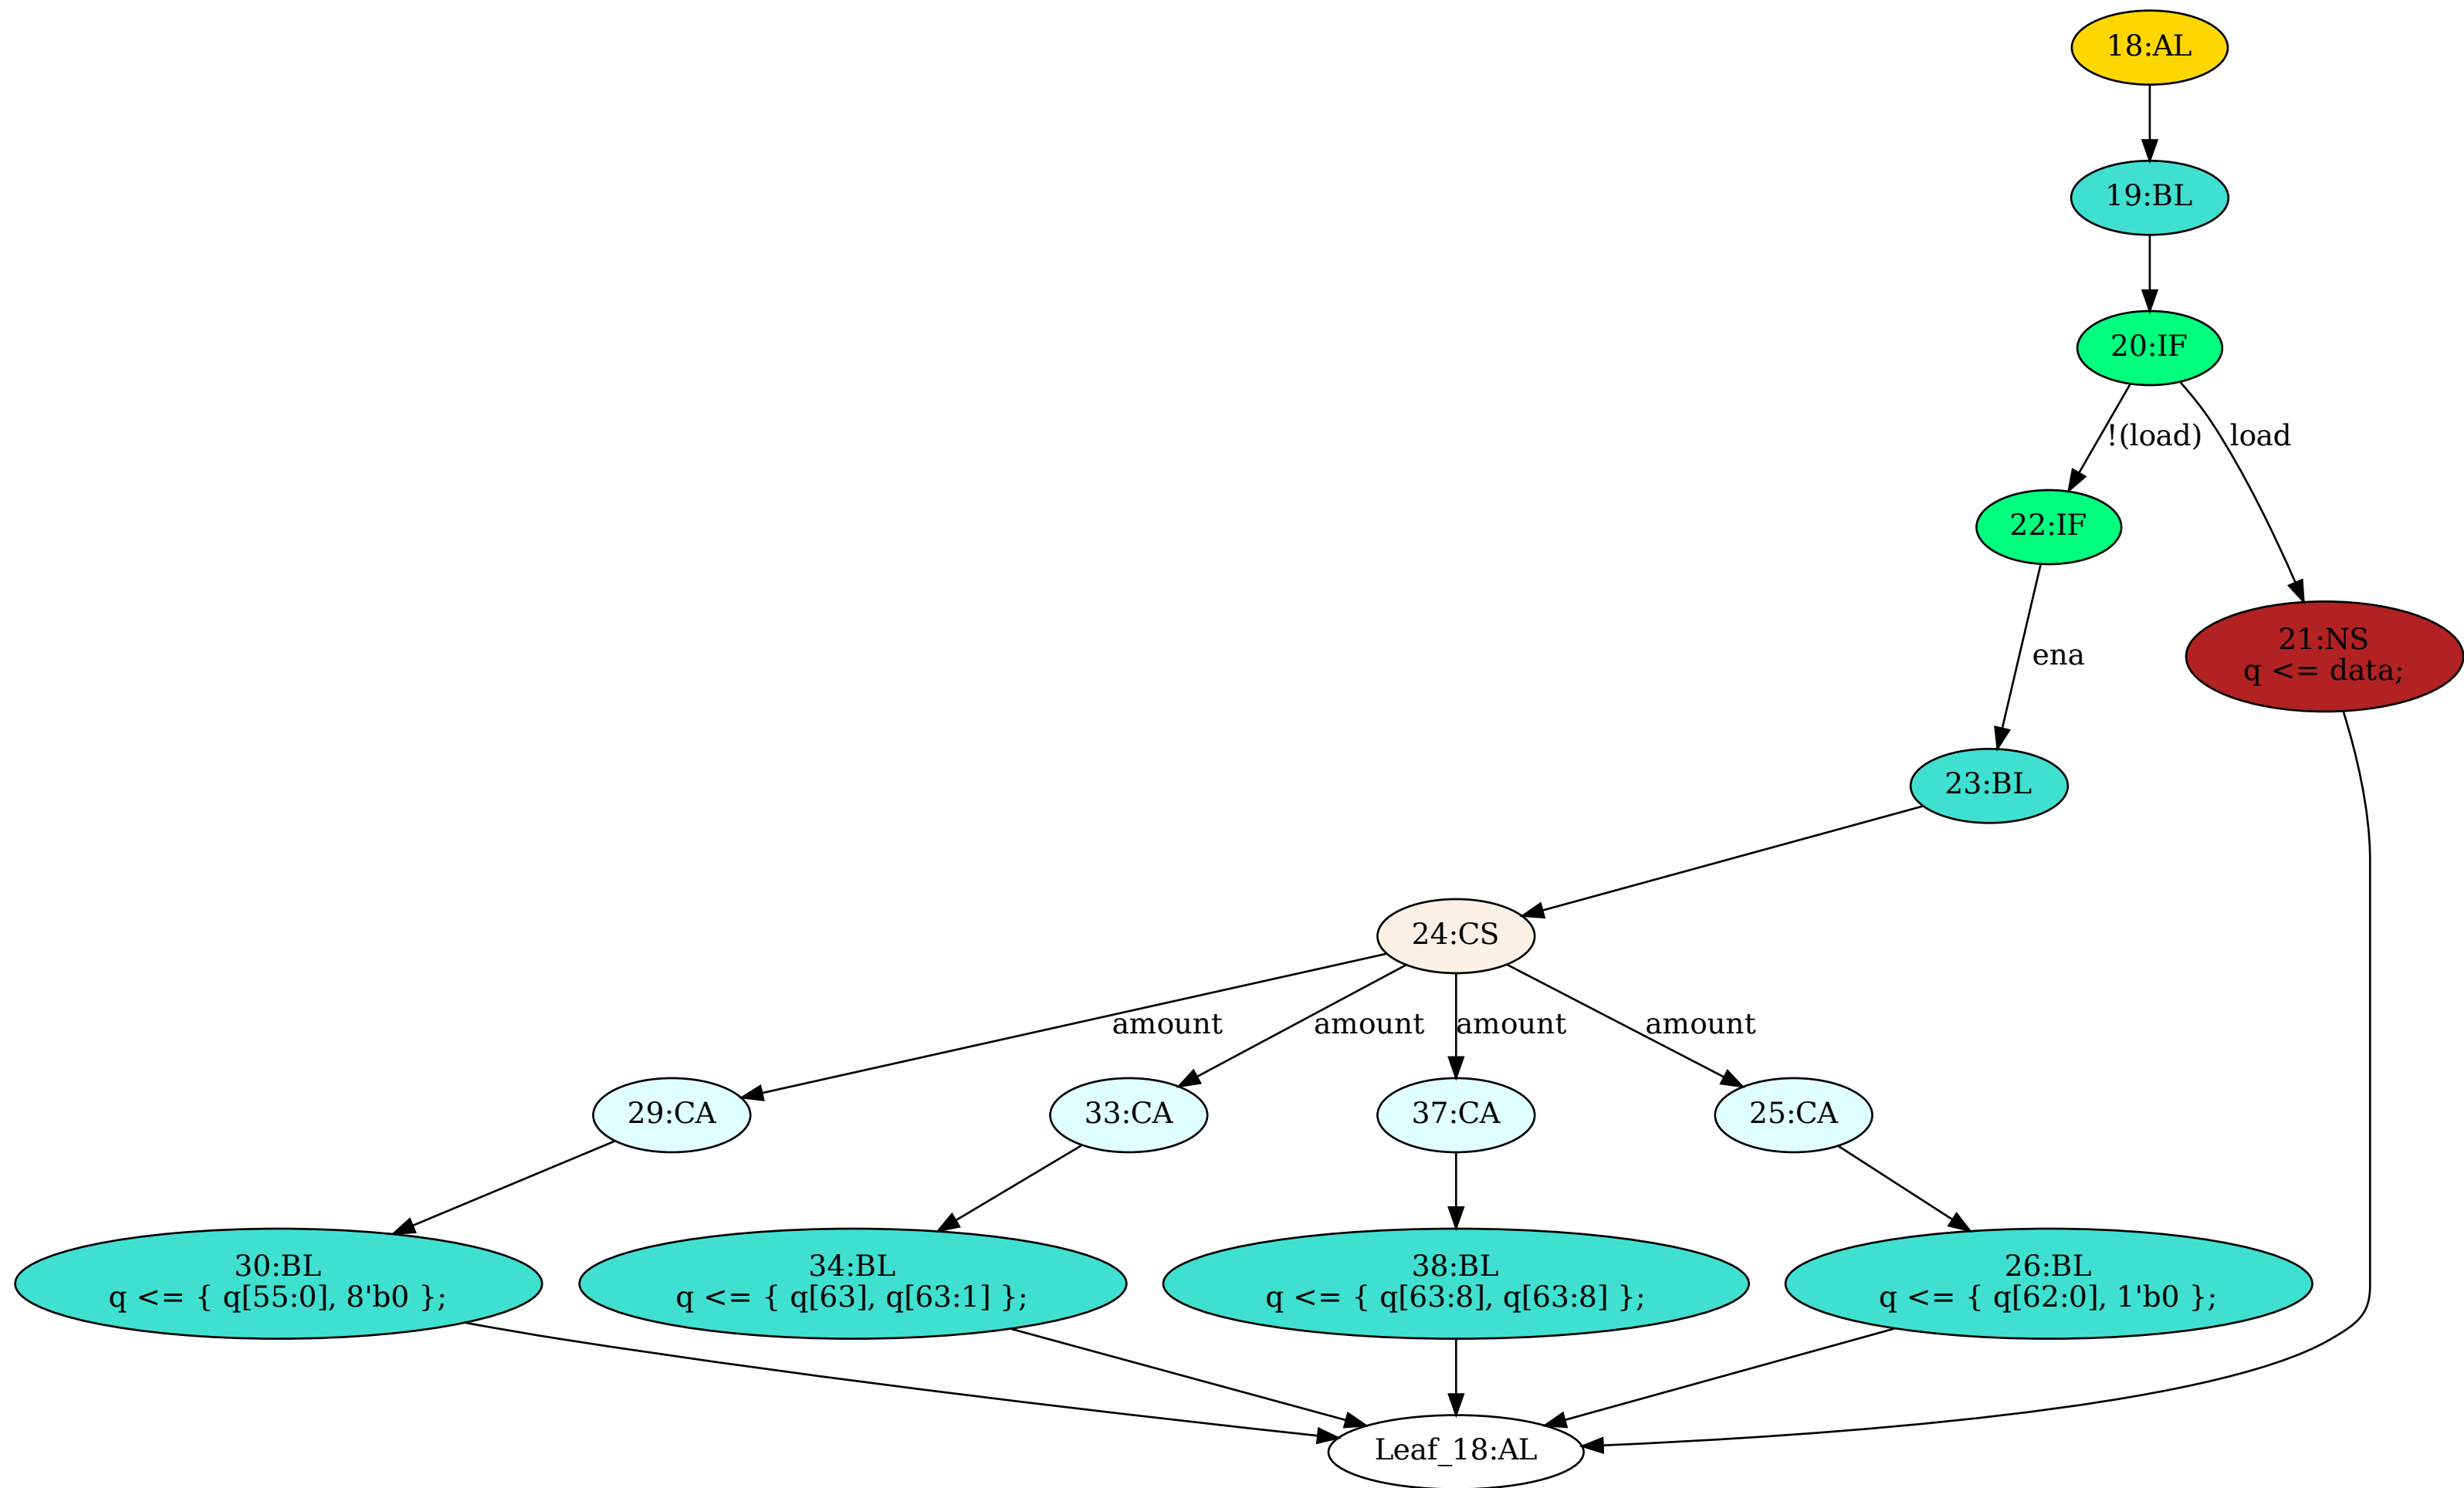 18:AL
19:BL
20:IF
!(load)
load
22:IF
21:NS
q <= data;
ena
23:BL
24:CS
amount
amount
amount
amount
29:CA
33:CA
37:CA
25:CA
30:BL
q <= { q[55:0], 8'b0 };
34:BL
q <= { q[63], q[63:1] };
38:BL
q <= { q[63:8], q[63:8] };
26:BL
q <= { q[62:0], 1'b0 };
Leaf_18:AL